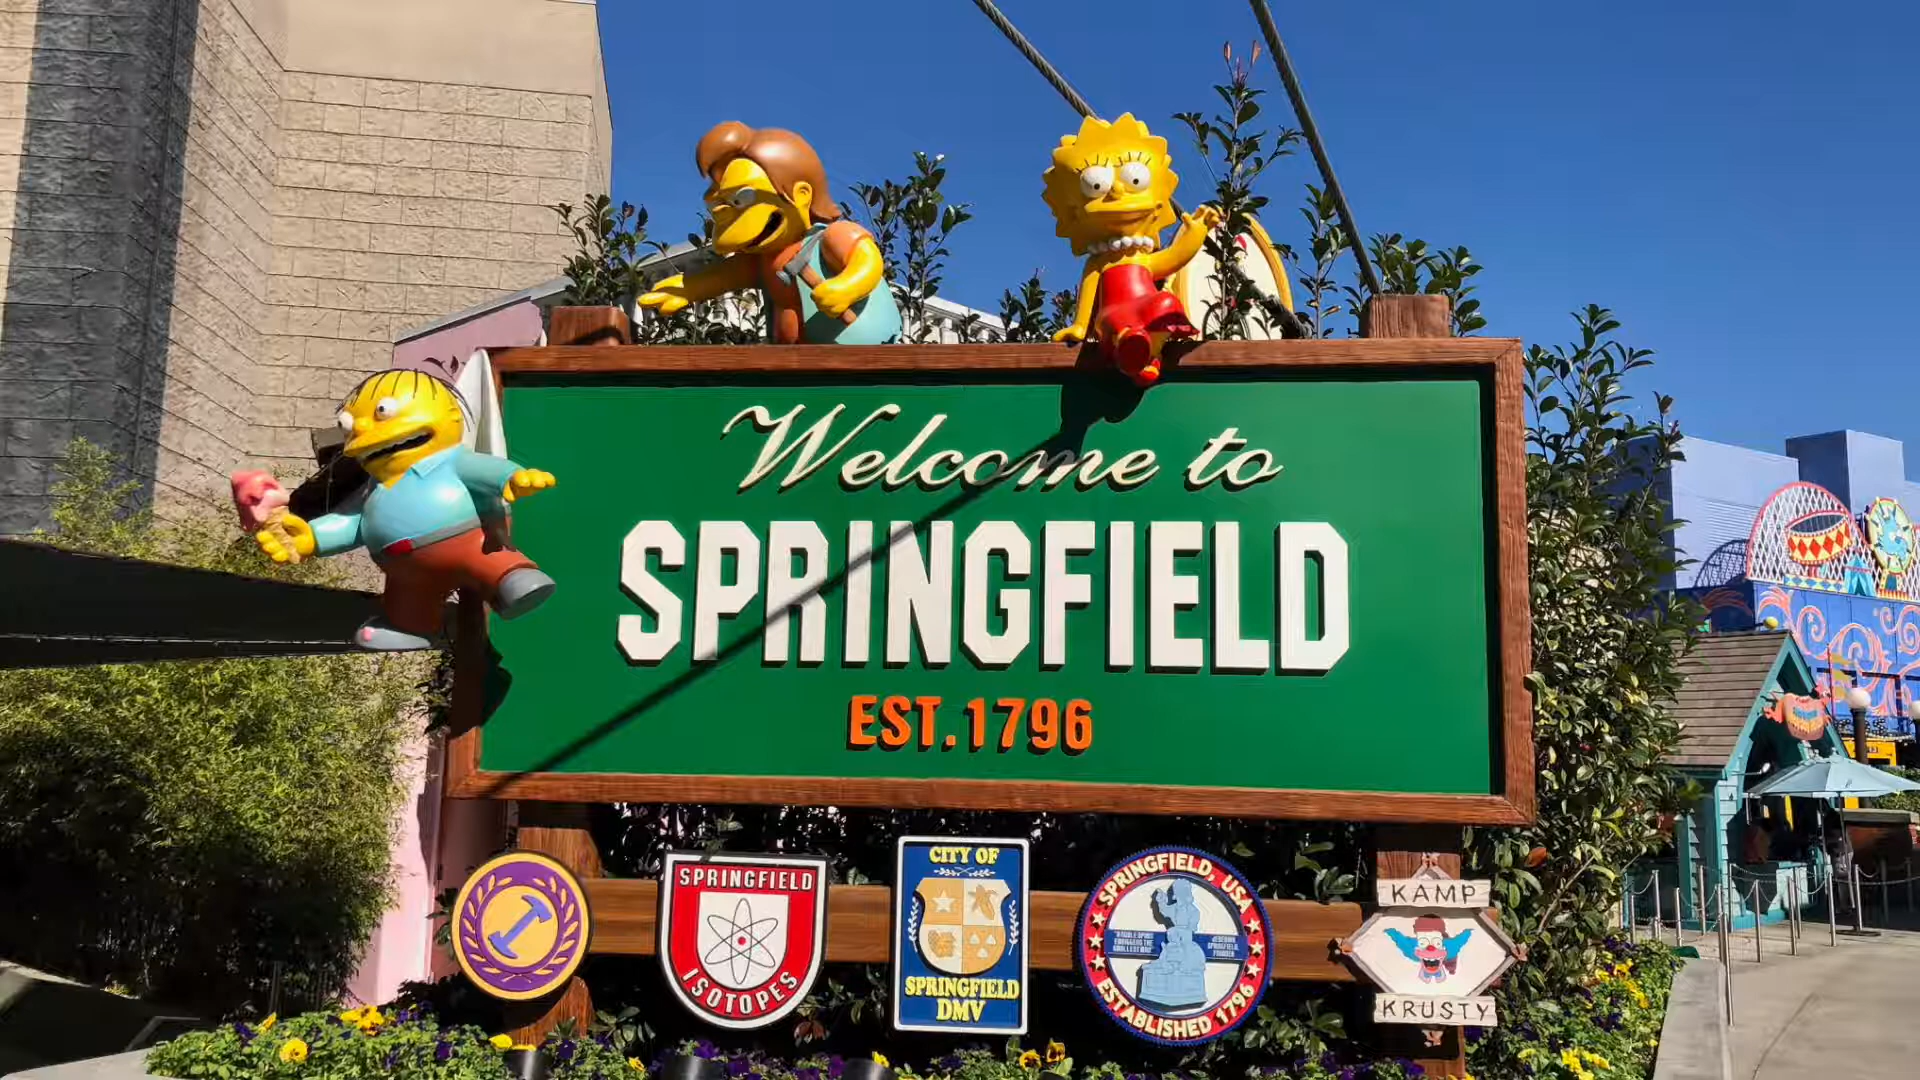 Welcome to
SPRINGFIELD
EST. 1796
SPRINGFIELD
ISOTOPES
CITY OF
SPRINGFIELD
DMV
SPRINGFIELD, USA
ESTABLISHED 1796
KAMP
KRUSTY